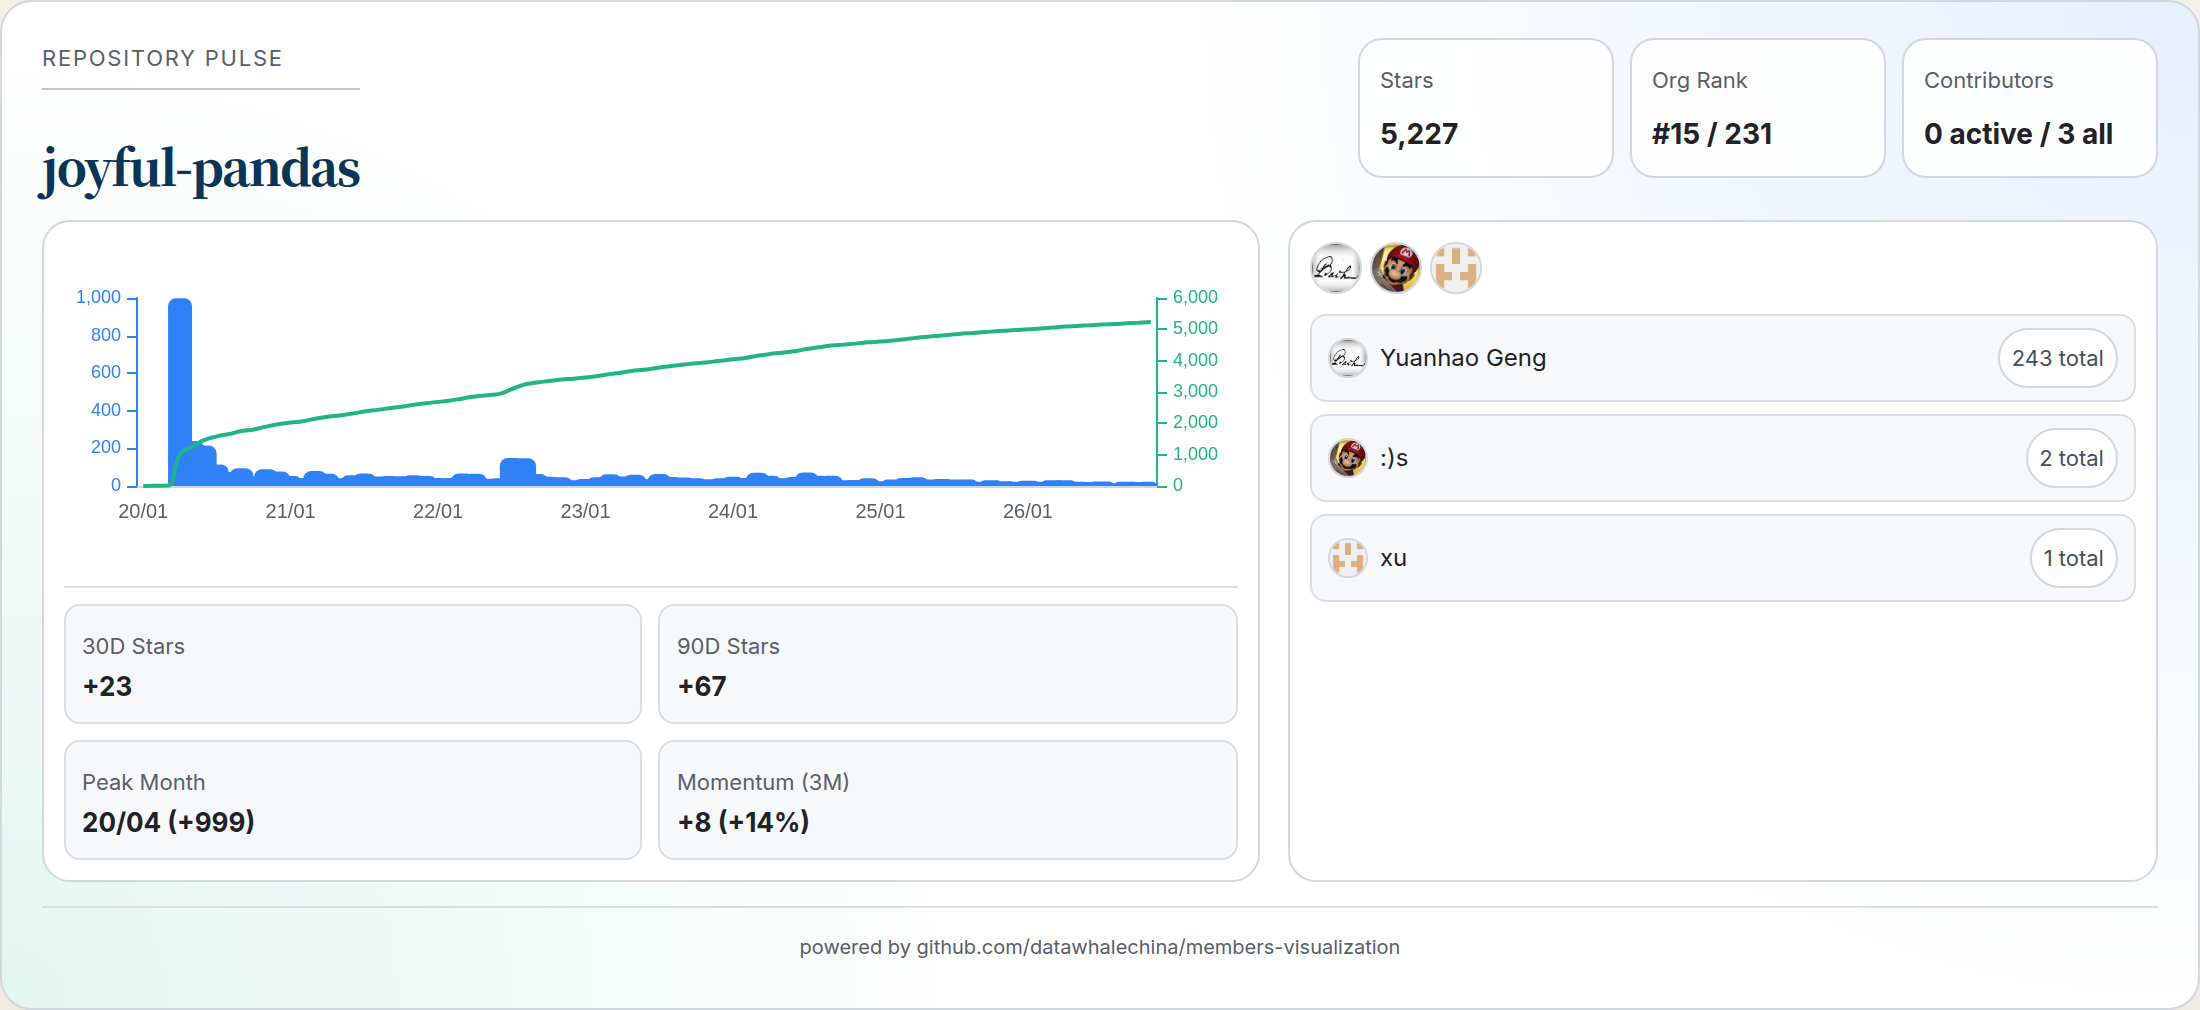 REPOSITORY PULSE
joyful-pandas
Stars
5,227
Org Rank
#15 / 231
Contributors
0 active / 3 all
1,000
800
600
400
200
0
6,000
5,000
4,000
3,000
2,000
1,000
0
20/01
21/01
22/01
23/01
24/01
25/01
26/01
30D Stars
+23
90D Stars
+67
Peak Month
20/04 (+999)
Momentum (3M)
+8 (+14%)
Yuanhao Geng
243 total
:)s
2 total
xu
1 total
powered by github.com/datawhalechina/members-visualization